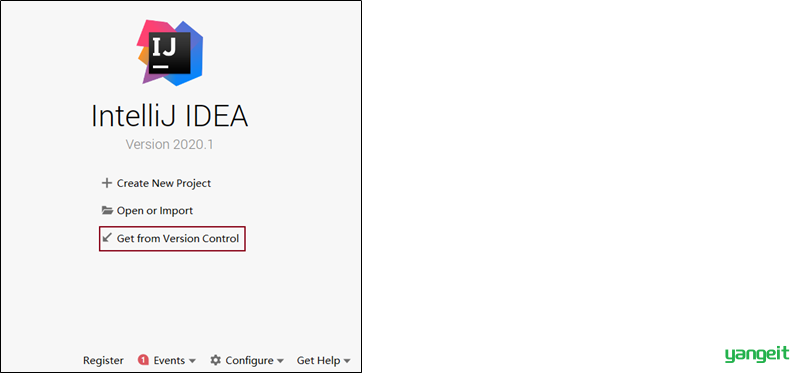 IJ
IntelliJ IDEA
Version 2020.1
Create New Project
Open or Import
Get from Version Control
Register 1 Events Configure Get Help
yangeit